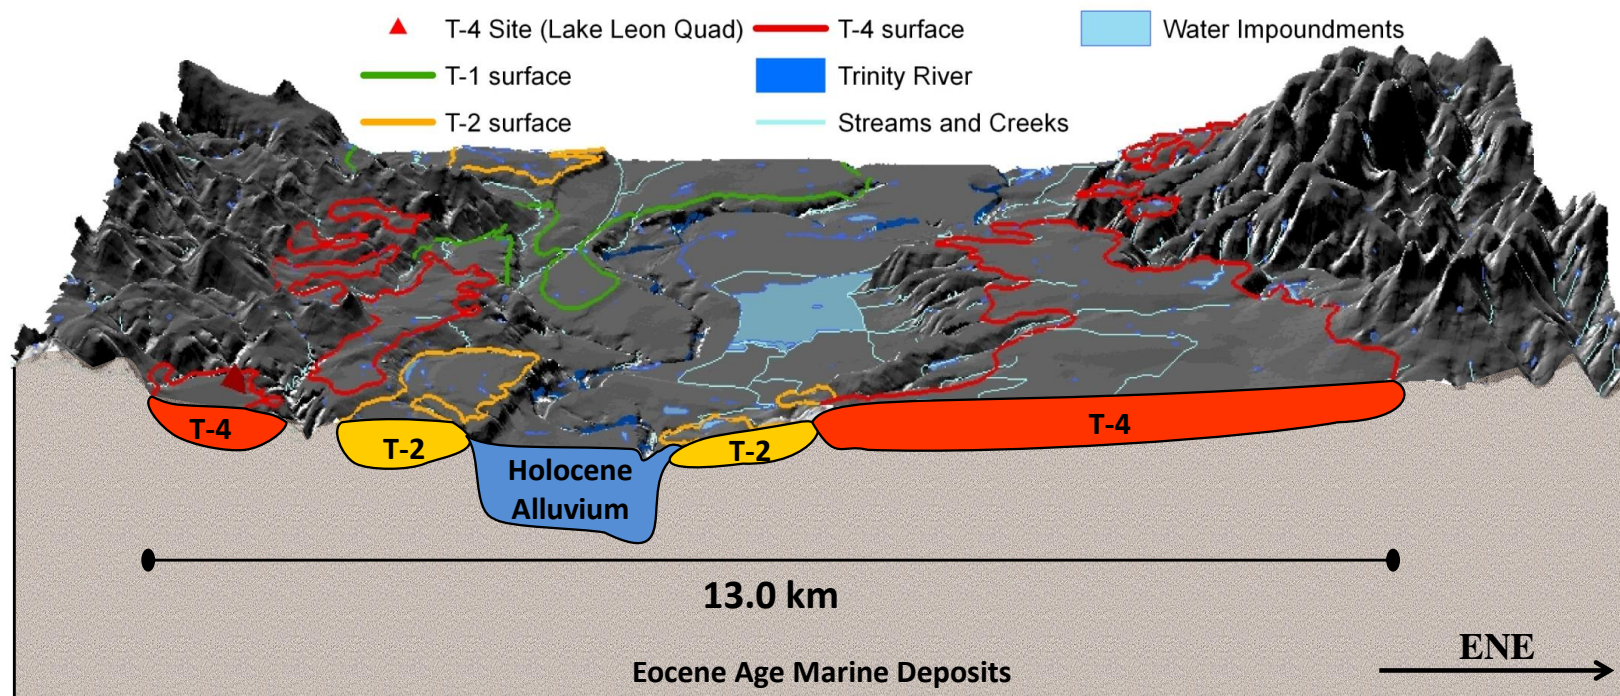 T-4 Site (Lake Leon Quad)
T-4 surface
Water Impoundments
T-1 surface
Trinity River
T-2 surface
Streams and Creeks
T-4
T-2
Holocene
Alluvium
T-2
T-4
13.0 km
Eocene Age Marine Deposits
ENE